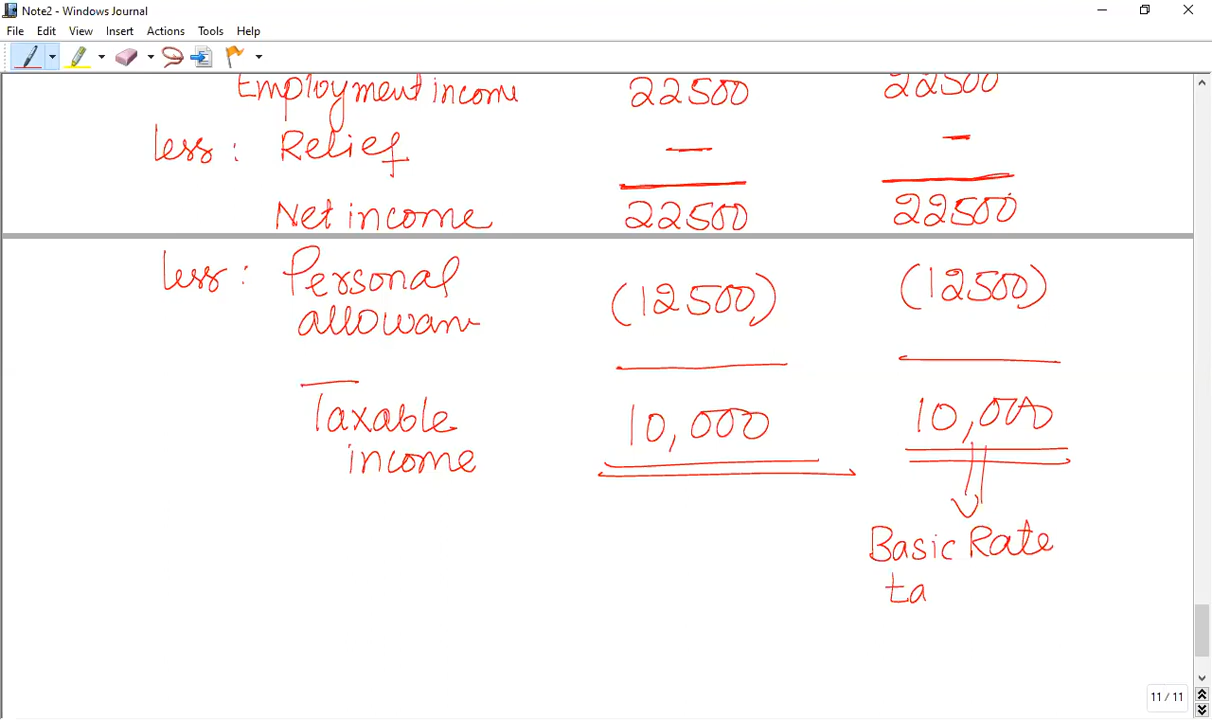 Note2 - Windows Journal
File Edit View Insert Actions Tools Help
Employment income 22500 22500
less: Relief — —
Net income 22500 22500
less: Personal (12500) (12500)
allowan
Taxable 10,000 10,000
income
Basic Rate
ta
11 / 11